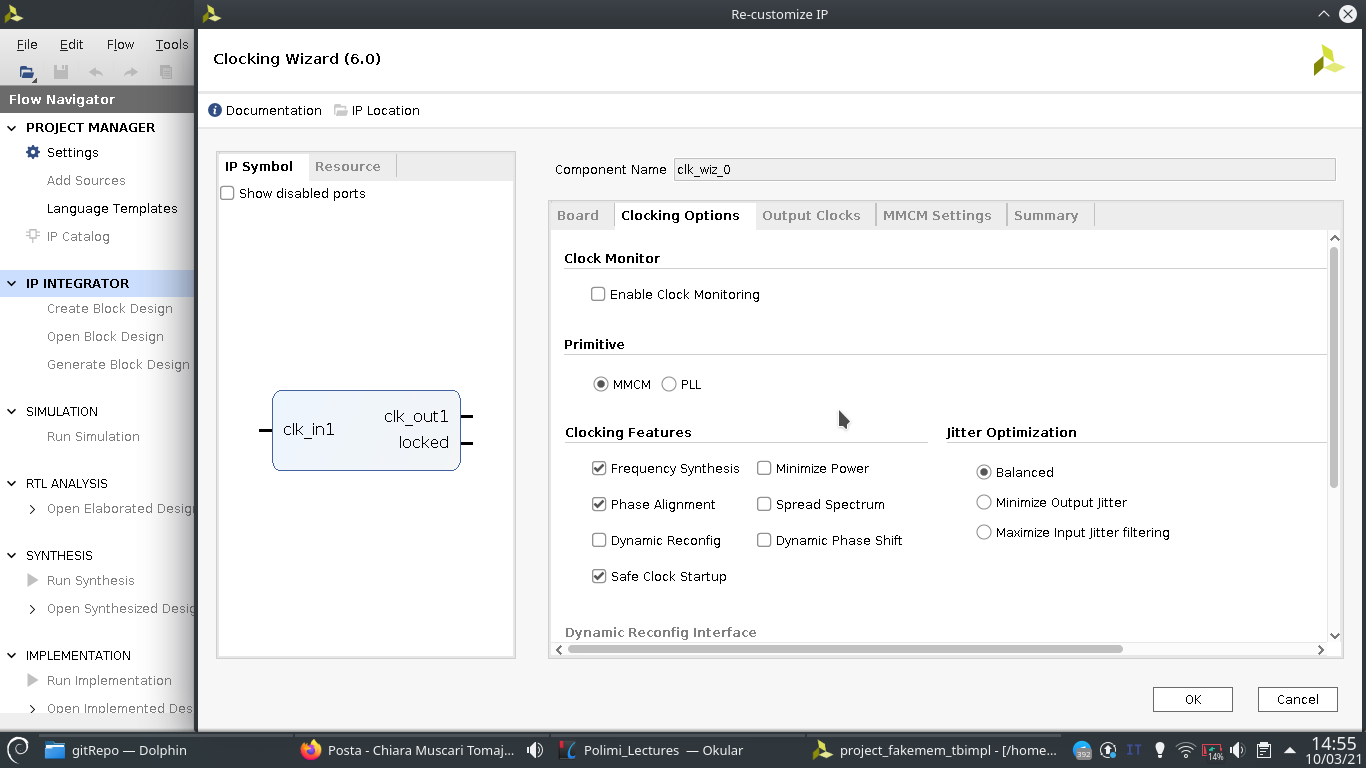 Re-customize IP
File Edit Flow Tools
Flow Navigator
PROJECT MANAGER
Settings
Add Sources
Language Templates
IP Catalog
IP INTEGRATOR
Create Block Design
Open Block Design
Generate Block Design
SIMULATION
Run Simulation
RTL ANALYSIS
Open Elaborated Desig
SYNTHESIS
Run Synthesis
Open Synthesized Desig
IMPLEMENTATION
Run Implementation
Open Implemented Des
Clocking Wizard (6.0)
Documentation IP Location
IP Symbol Resource
Show disabled ports
clk_in1
clk_out1
locked
Component Name clk_wiz_0
Board Clocking Options Output Clocks MMCM Settings Summary
Clock Monitor
Enable Clock Monitoring
Primitive
MMCM PLL
Clocking Features
Frequency Synthesis Minimize Power
Phase Alignment Spread Spectrum
Dynamic Reconfig Dynamic Phase Shift
Safe Clock Startup
Jitter Optimization
Balanced
Minimize Output Jitter
Maximize Input Jitter filtering
Dynamic Reconfig Interface
OK Cancel
gitRepo — Dolphin
Posta - Chiara Muscari Tomaj...
Polimi_Lectures — Okular
project_fakemem_tbimpl - [/home...
392
IT
14%
14:55
10/03/21